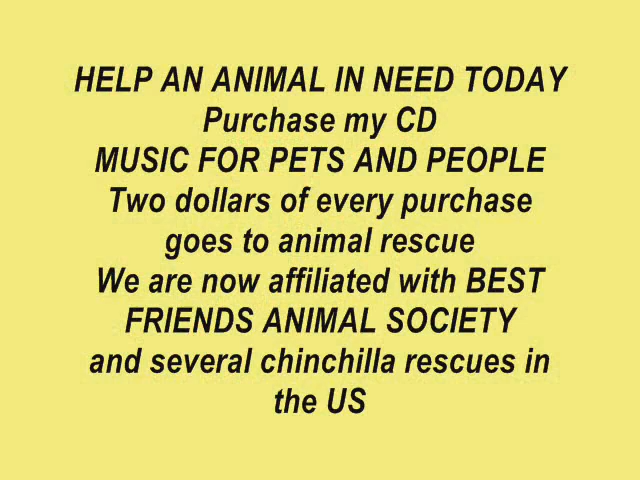 HELP AN ANIMAL IN NEED TODAY
Purchase my CD
MUSIC FOR PETS AND PEOPLE
Two dollars of every purchase
goes to animal rescue
We are now affiliated with BEST
FRIENDS ANIMAL SOCIETY
and several chinchilla rescues in
the US